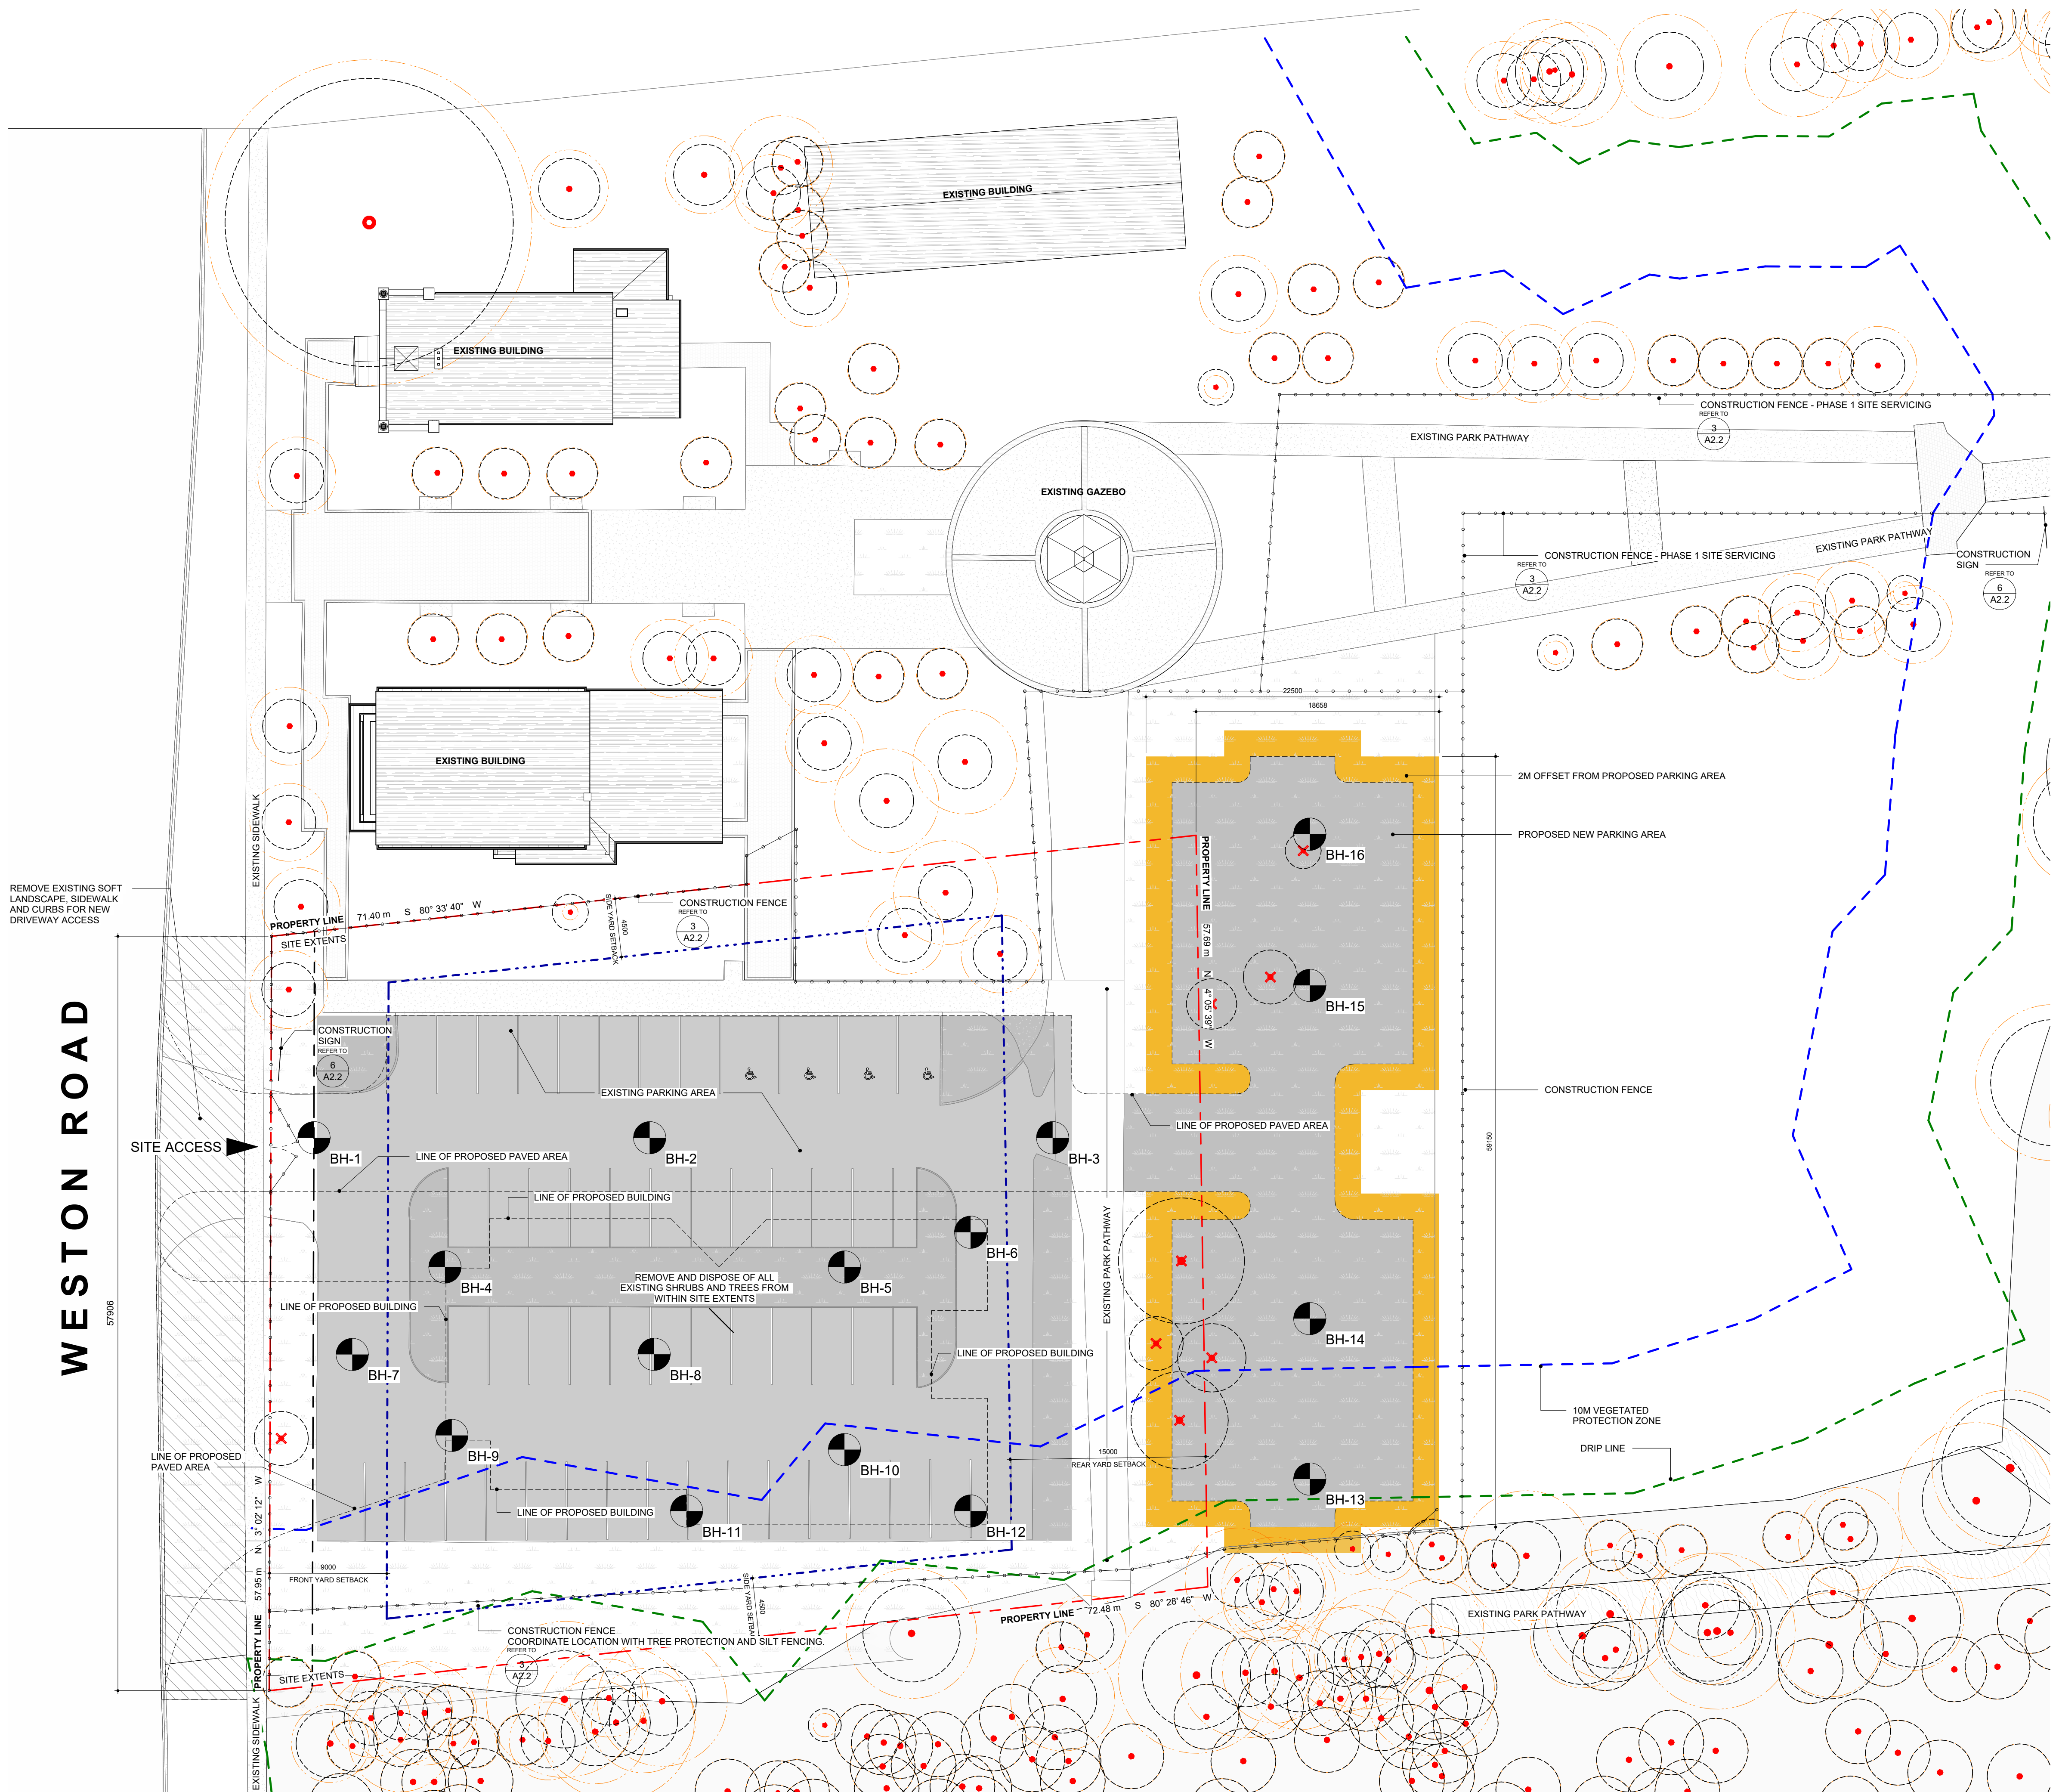 EXISTING BUILDING
EXISTING BUILDING
CONSTRUCTION FENCE - PHASE 1 SITE SERVICING
REFER TO
3
A2.2
EXISTING PARK PATHWAY
EXISTING GAZEBO
EXISTING PARK PATHWAY
CONSTRUCTION FENCE - PHASE 1 SITE SERVICING
REFER TO
3
A2.2
CONSTRUCTION
SIGN
REFER TO
6
A2.2
22500
18658
EXISTING BUILDING
2M OFFSET FROM PROPOSED PARKING AREA
PROPOSED NEW PARKING AREA
EXISTING SIDEWALK
BH-16
PROPERTY LINE 57.69 m N 4° 05' 39" W
REMOVE EXISTING SOFT
LANDSCAPE, SIDEWALK
AND CURBS FOR NEW
DRIVEWAY ACCESS
CONSTRUCTION FENCE
REFER TO
3
A2.2
SIDE YARD SETBACK
4500
PROPERTY LINE 71.40 m S 80° 33' 40" W
SITE EXTENTS
BH-15
CONSTRUCTION
SIGN
REFER TO
6
A2.2
EXISTING PARKING AREA
CONSTRUCTION FENCE
LINE OF PROPOSED PAVED AREA
59150
WESTON ROAD
57906
SITE ACCESS
BH-1
BH-2
BH-3
LINE OF PROPOSED PAVED AREA
LINE OF PROPOSED BUILDING
EXISTING PARK PATHWAY
BH-6
BH-4
REMOVE AND DISPOSE OF ALL
EXISTING SHRUBS AND TREES FROM
WITHIN SITE EXTENTS
BH-5
LINE OF PROPOSED BUILDING
BH-14
LINE OF PROPOSED BUILDING
BH-7
BH-8
10M VEGETATED
PROTECTION ZONE
DRIP LINE
LINE OF PROPOSED
PAVED AREA
BH-9
BH-10
15000
REAR YARD SETBACK
BH-13
LINE OF PROPOSED BUILDING
BH-11
BH-12
PROPERTY LINE 57.95 m N 3° 02' 12" W
9000
FRONT YARD SETBACK
SIDE YARD SETBACK
4500
PROPERTY LINE 72.48 m S 80° 28' 46" W
EXISTING PARK PATHWAY
CONSTRUCTION FENCE
COORDINATE LOCATION WITH TREE PROTECTION AND SILT FENCING.
REFER TO
3
A2.2
SITE EXTENTS
EXISTING SIDEWALK